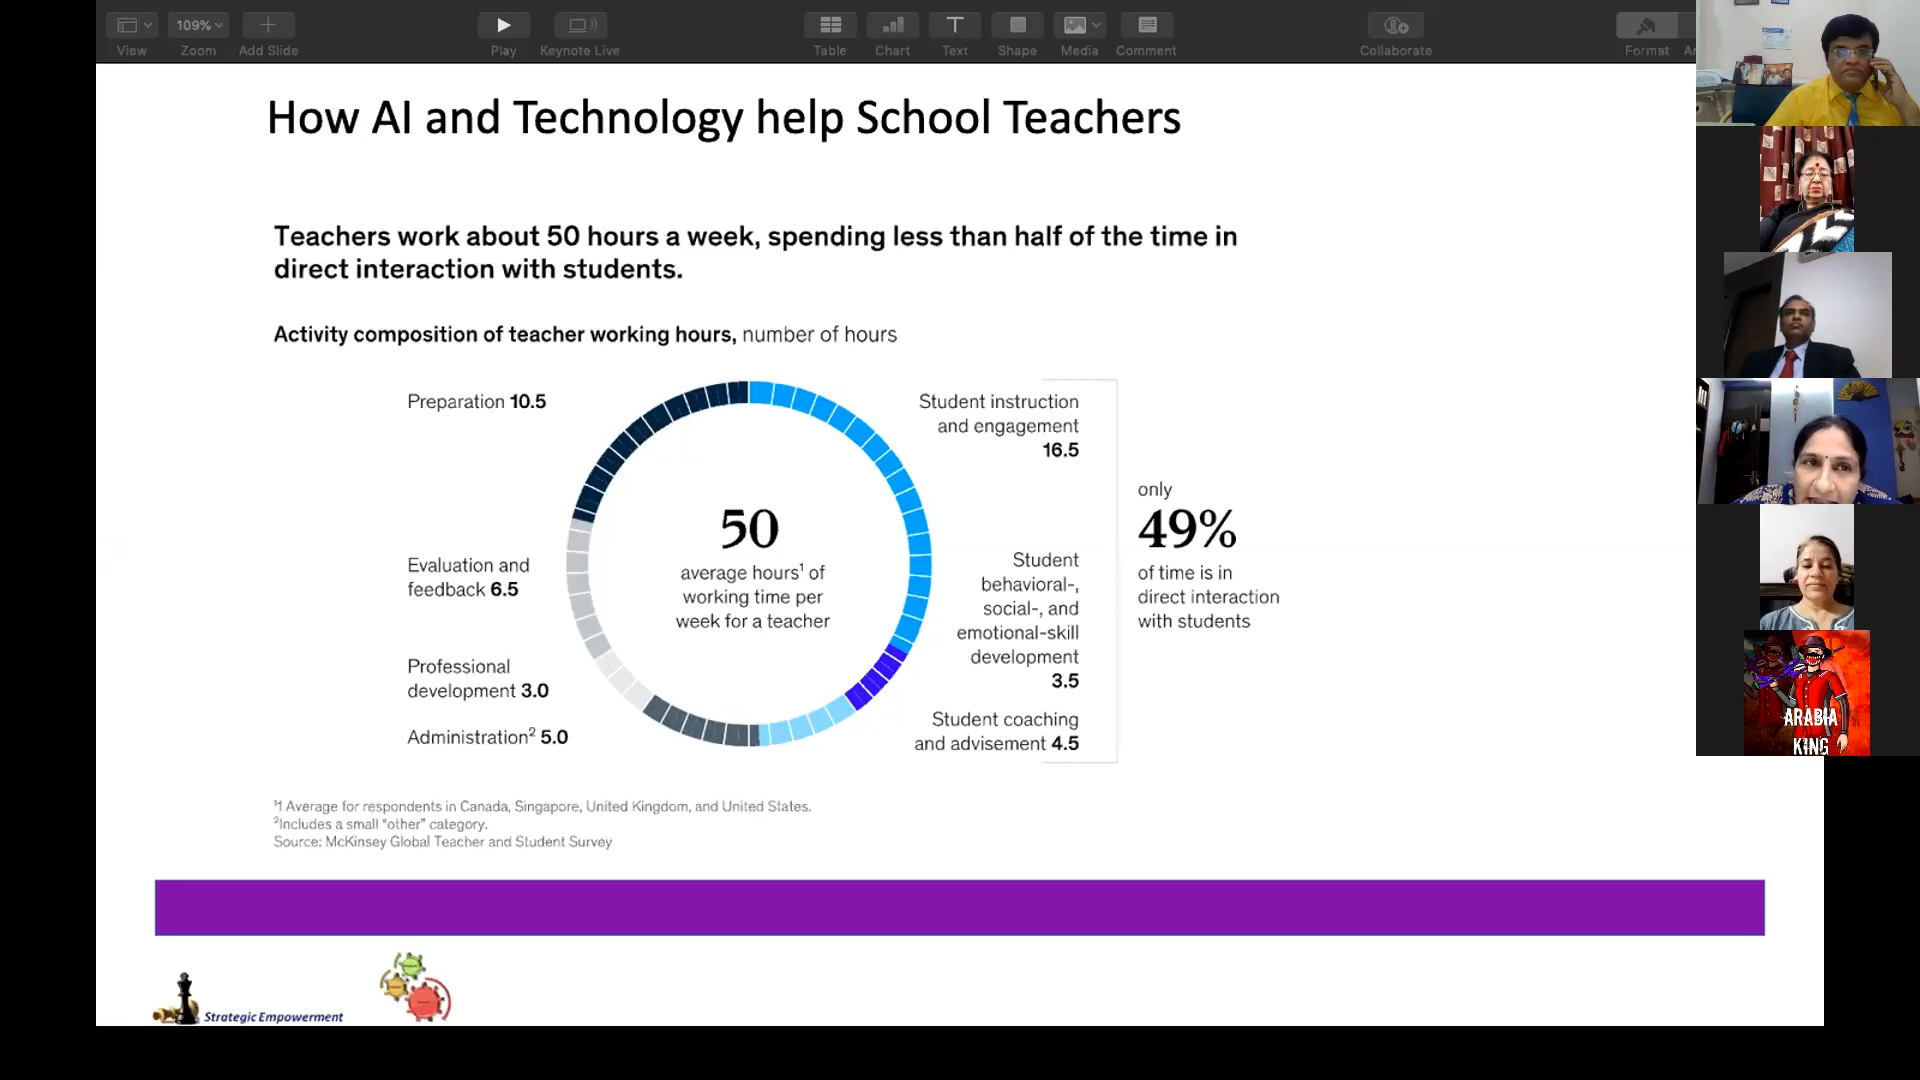 109%
View
Zoom
Add Slide
Play
Keynote Live
Table
Chart
Text
Shape
Media
Comment
Collaborate
Format
How AI and Technology help School Teachers
Teachers work about 50 hours a week, spending less than half of the time in
direct interaction with students.
Activity composition of teacher working hours, number of hours
Preparation 10.5
Evaluation and
feedback 6.5
Professional
development 3.0
Administration² 5.0
50
average hours¹ of
working time per
week for a teacher
Student instruction
and engagement
16.5
Student
behavioral-,
social-, and
emotional-skill
development
3.5
Student coaching
and advisement 4.5
only
49%
of time is in
direct interaction
with students
Average for respondents in Canada, Singapore, United Kingdom, and United States.
²Includes a small “other” category.
Source: McKinsey Global Teacher and Student Survey
Strategic Empowerment
ARABIA
KING